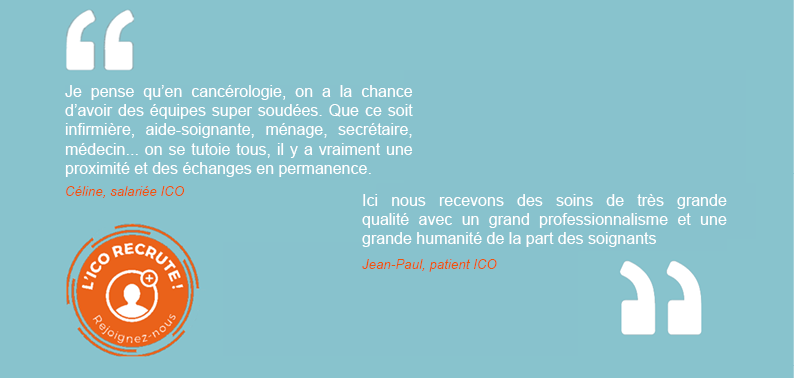 Je pense qu'en cancérologie, on a la chance
d'avoir des équipes super soudées. Que ce soit
infirmière, aide-soignante, ménage, secrétaire,
médecin... on se tutoie tous, il y a vraiment une
proximité et des échanges en permanence.
Céline, salariée ICO
Ici nous recevons des soins de très grande
qualité avec un grand professionnalisme et une
grande humanité de la part des soignants
Jean-Paul, patient ICO
L'ICO RECRUTE !
Rejoignez-nous